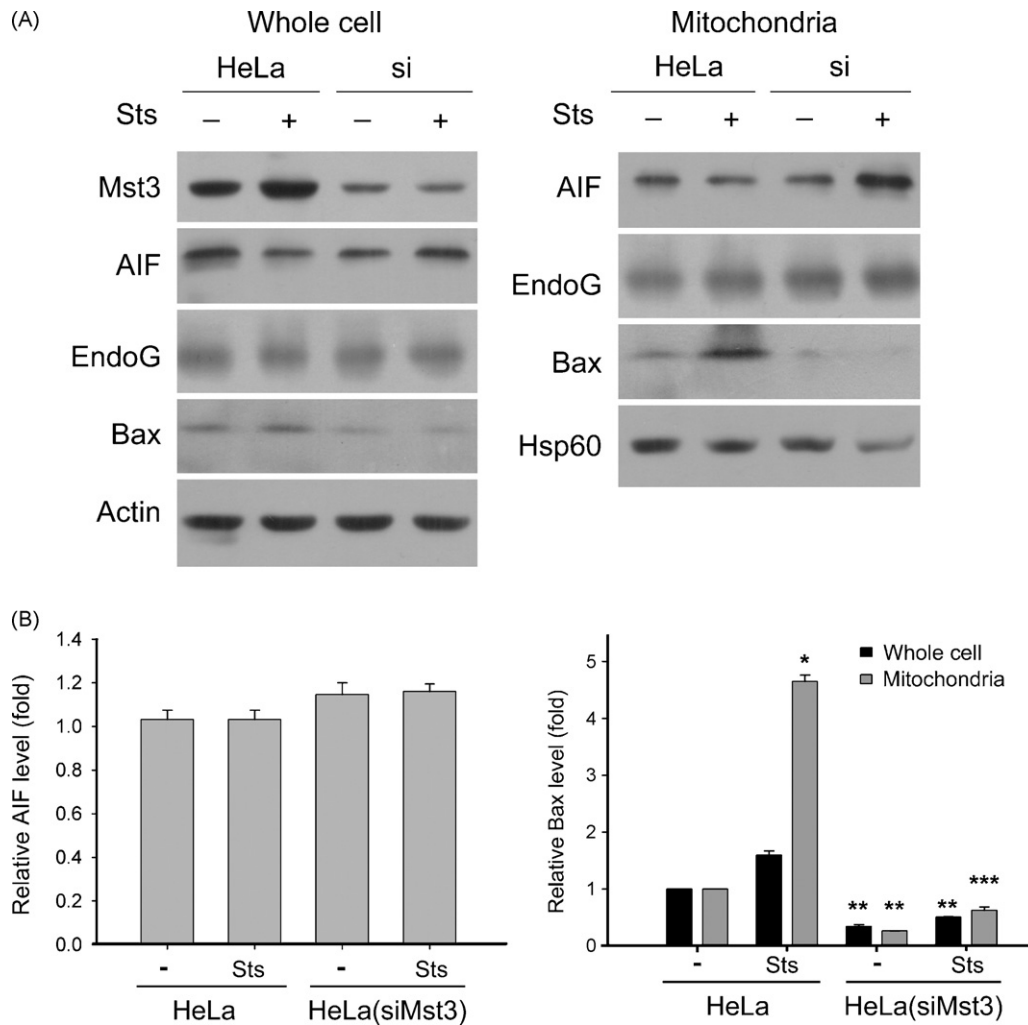 (A)
Whole cell
HeLa si
Sts – + – +
Mst3
AIF
EndoG
Bax
Actin
Mitochondria
HeLa si
– + – +
AIF
EndoG
Bax
Hsp60
(B)
Relative AIF level (fold)
1.4
1.2
1.0
0.8
0.6
0.4
0.2
0.0
- Sts - Sts
HeLa HeLa(siMst3)
Relative Bax level (fold)
5
4
2
1
0
Whole cell
Mitochondria
*
** ** ** ***
- Sts - Sts
HeLa HeLa(siMst3)